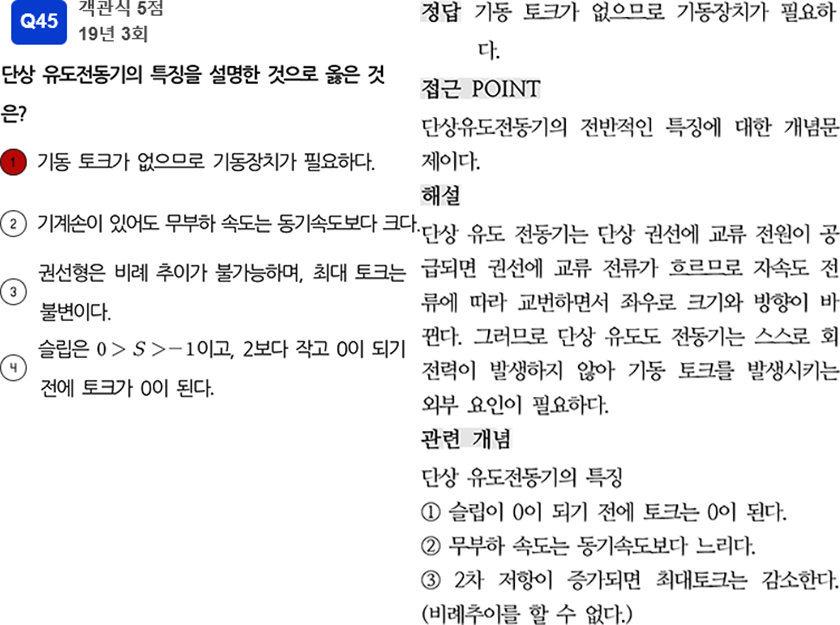 Q45
객관식 5점
19년 3회
단상 유도전동기의 특징을 설명한 것으로 옳은 것
은?
1 기동 토크가 없으므로 기동장치가 필요하다.
2 기계손이 있어도 무부하 속도는 동기속도보다 크다.
3 권선형은 비례 추이가 불가능하며, 최대 토크는
불변이다.
4 슬립은 0 > S > -1이고, 2보다 작고 0이 되기
전에 토크가 0이 된다.
정답 기동 토크가 없으므로 기동장치가 필요하
다.
접근 POINT
단상유도전동기의 전반적인 특징에 대한 개념문
제이다.
해설
단상 유도 전동기는 단상 권선에 교류 전원이 공
급되면 권선에 교류 전류가 흐르므로 자속도 전
류에 따라 교번하면서 좌우로 크기와 방향이 바
뀐다. 그러므로 단상 유도도 전동기는 스스로 회
전력이 발생하지 않아 기동 토크를 발생시키는
외부 요인이 필요하다.
관련 개념
단상 유도전동기의 특징
① 슬립이 0이 되기 전에 토크는 0이 된다.
② 무부하 속도는 동기속도보다 느리다.
③ 2차 저항이 증가되면 최대토크는 감소한다.
(비례추이를 할 수 없다.)